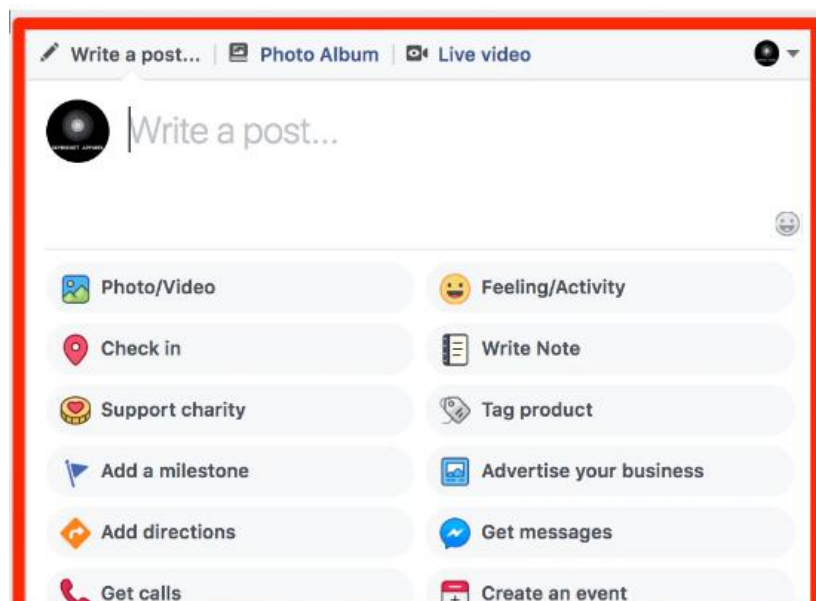 Write a post... Photo Album Live video
Write a post...
Photo/Video Feeling/Activity
Check in Write Note
Support charity Tag product
Add a milestone Advertise your business
Add directions Get messages
Get calls Create an event